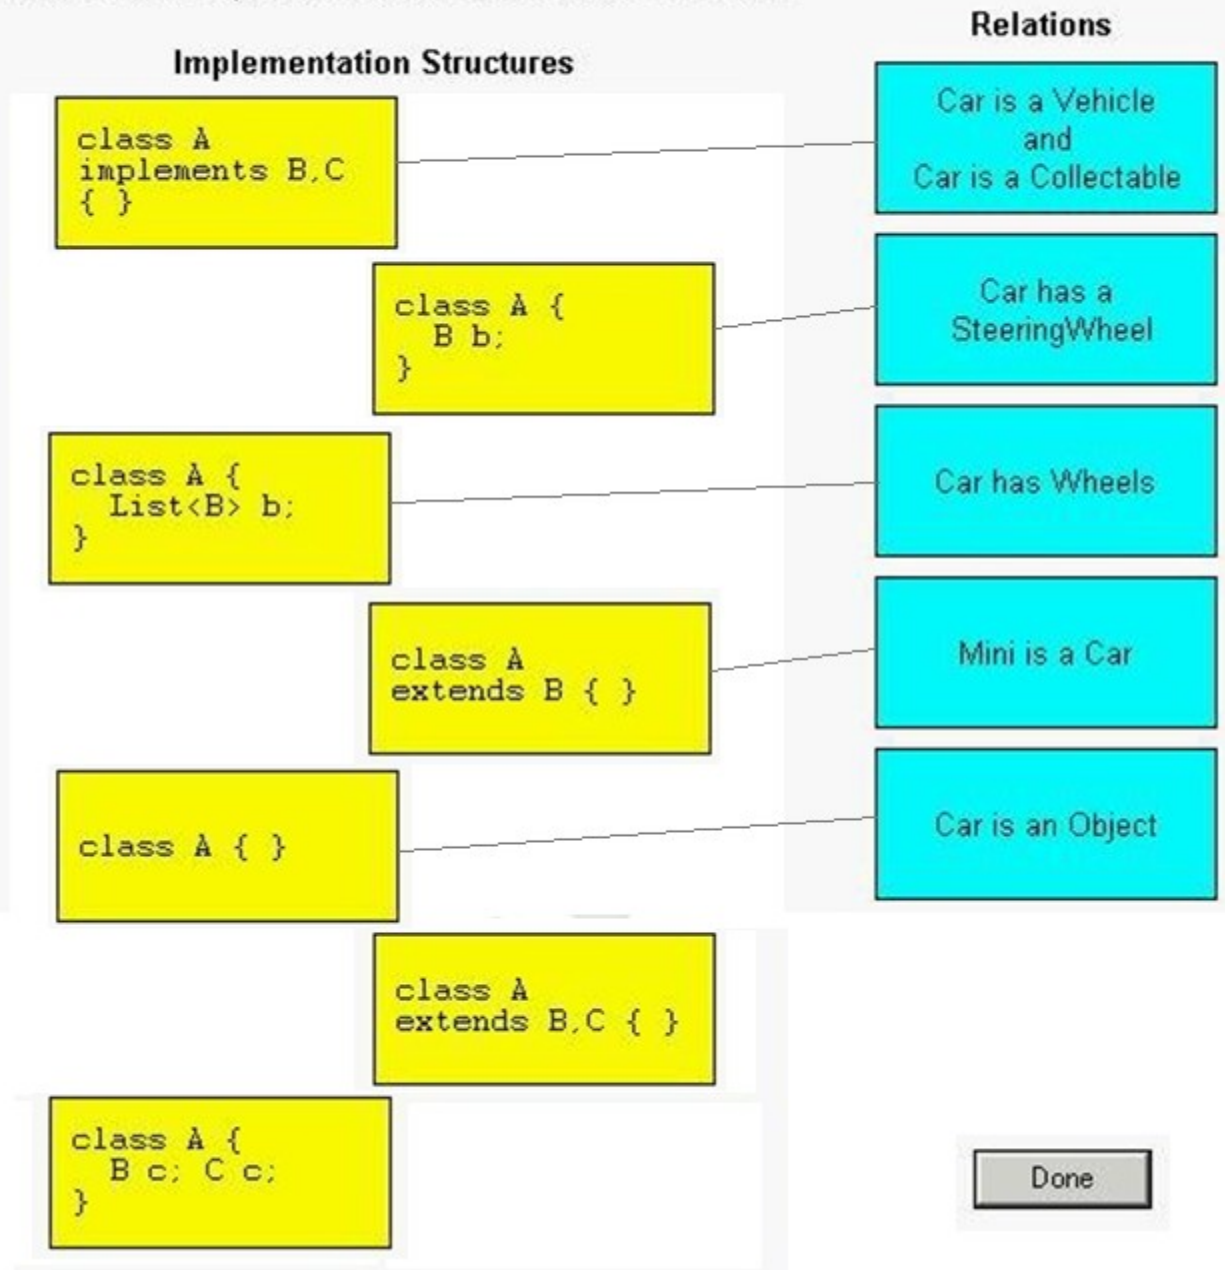 Relations
Implementation Structures
class A
implements B,C
{ }
Car is a Vehicle
and
Car is a Collectable
class A {
B b;
}
Car has a
SteeringWheel
class A {
List<B> b;
}
Car has Wheels
class A
extends B { }
Mini is a Car
class A { }
Car is an Object
class A
extends B,C { }
class A {
B c; C c;
}
Done